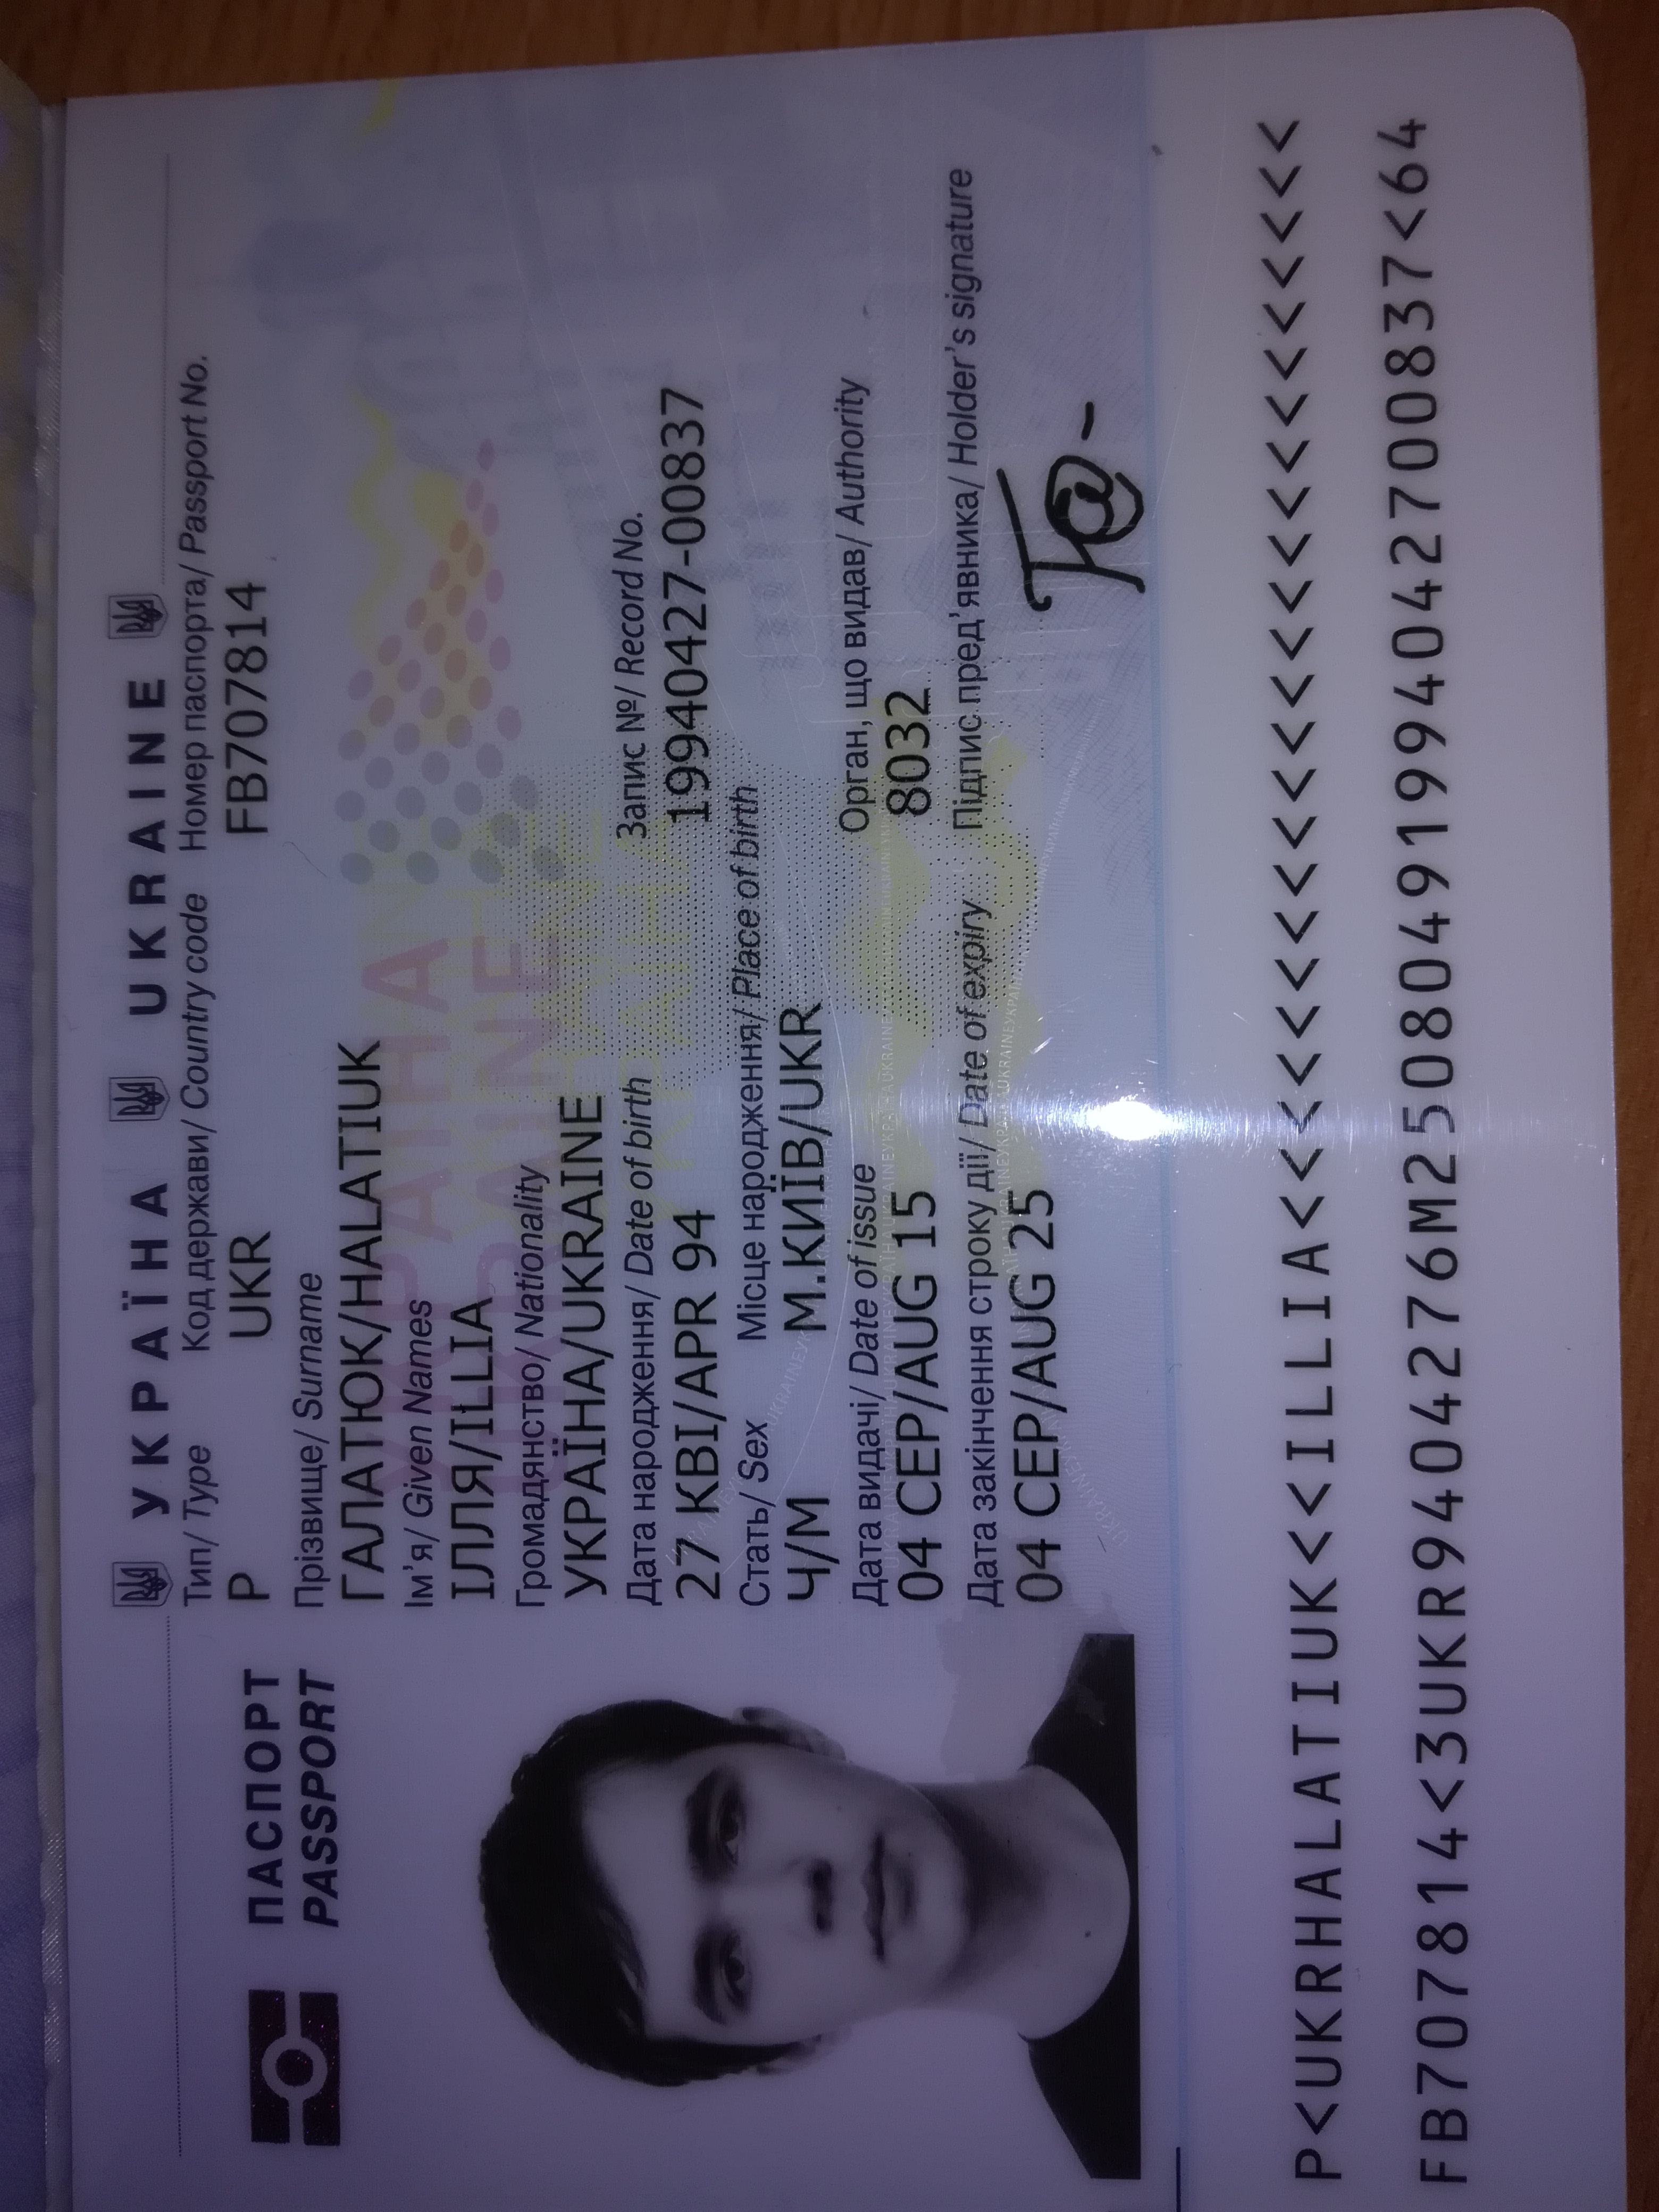 УКРАЇНА UKRAINE
ПАСПОРТ
PASSPORT
Тип/ Type Код держави/ Country code Номер паспорта/ Passport No.
P UKR FB707814
Прізвище/ Surname
ГАЛАТЮК/HALATIUK
Ім'я/ Given Names
ІЛЛЯ/ILLIA
Громадянство/ Nationality
УКРАЇНА/UKRAINE
Дата народження/ Date of birth Запис №/ Record No.
27 КВІ/APR 94 19940427-00837
Стать/ Sex Місце народження/ Place of birth
Ч/M М.КИЇВ/UKR
Дата видачі/ Date of issue Орган, що видав/ Authority
04 СЕР/AUG 15 8032
Дата закінчення строку дії/ Date of expiry Підпис пред'явника/ Holder's signature
04 СЕР/AUG 25
P<UKRHALATIUK<<ILLIA<<<<<<<<<<<<<<<<<<<<<<<<
FB707814<3UKR9404276M25080491994042700837<64